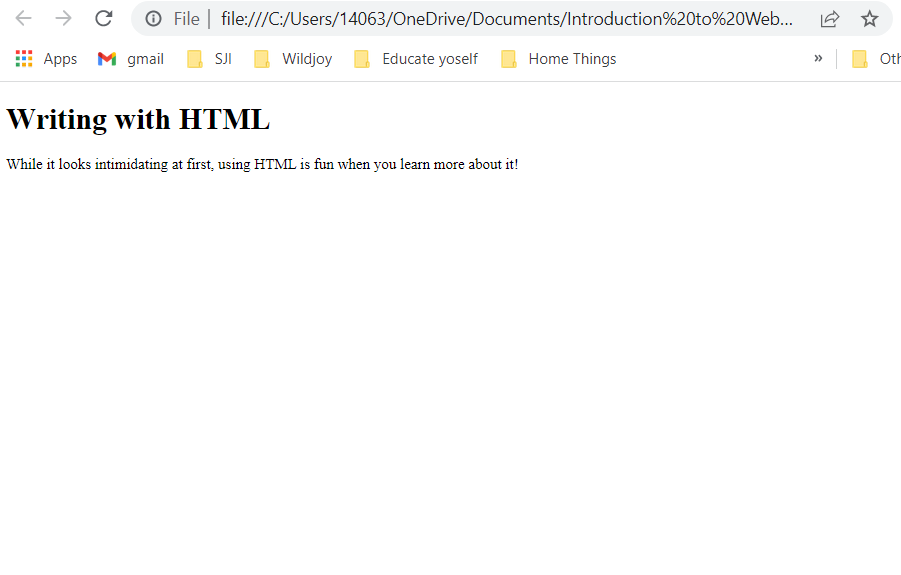 File | file:///C:/Users/14063/OneDrive/Documents/Introduction%20to%20Web...
Apps gmail SJI Wildjoy Educate yoself Home Things » Oth
Writing with HTML
While it looks intimidating at first, using HTML is fun when you learn more about it!